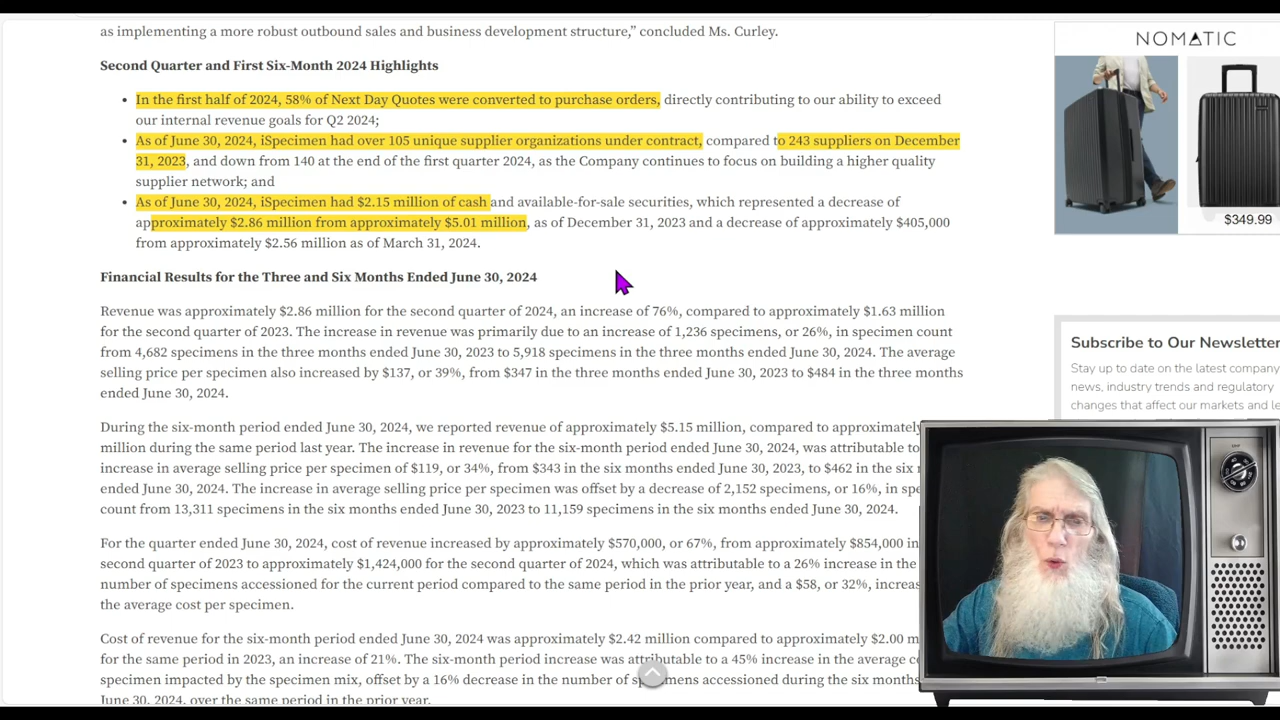 as implementing a more robust outbound sales and business development structure,” concluded Ms. Curley.
Second Quarter and First Six-Month 2024 Highlights
• In the first half of 2024, 58% of Next Day Quotes were converted to purchase orders, directly contributing to our ability to exceed
our internal revenue goals for Q2 2024;
• As of June 30, 2024, iSpecimen had over 105 unique supplier organizations under contract, compared to 243 suppliers on December
31, 2023, and down from 140 at the end of the first quarter 2024, as the Company continues to focus on building a higher quality
supplier network; and
• As of June 30, 2024, iSpecimen had $2.15 million of cash and available-for-sale securities, which represented a decrease of
approximately $2.86 million from approximately $5.01 million, as of December 31, 2023 and a decrease of approximately $405,000
from approximately $2.56 million as of March 31, 2024.
Financial Results for the Three and Six Months Ended June 30, 2024
Revenue was approximately $2.86 million for the second quarter of 2024, an increase of 76%, compared to approximately $1.63 million
for the second quarter of 2023. The increase in revenue was primarily due to an increase of 1,236 specimens, or 26%, in specimen count
from 4,682 specimens in the three months ended June 30, 2023 to 5,918 specimens in the three months ended June 30, 2024. The average
selling price per specimen also increased by $137, or 39%, from $347 in the three months ended June 30, 2023 to $484 in the three months
ended June 30, 2024.
During the six-month period ended June 30, 2024, we reported revenue of approximately $5.15 million, compared to approximately
million during the same period last year. The increase in revenue for the six-month period ended June 30, 2024, was attributable to
increase in average selling price per specimen of $119, or 34%, from $343 in the six months ended June 30, 2023, to $462 in the six
ended June 30, 2024. The increase in average selling price per specimen was offset by a decrease of 2,152 specimens, or 16%, in spe
count from 13,311 specimens in the six months ended June 30, 2023 to 11,159 specimens in the six months ended June 30, 2024.
For the quarter ended June 30, 2024, cost of revenue increased by approximately $570,000, or 67%, from approximately $854,000 in
second quarter of 2023 to approximately $1,424,000 for the second quarter of 2024, which was attributable to a 26% increase in the
number of specimens accessioned for the current period compared to the same period in the prior year, and a $58, or 32%, increas
the average cost per specimen.
Cost of revenue for the six-month period ended June 30, 2024 was approximately $2.42 million compared to approximately $2.00 m
for the same period in 2023, an increase of 21%. The six-month period increase was attributable to a 45% increase in the average c
specimen impacted by the specimen mix, offset by a 16% decrease in the number of specimens accessioned during the six months
June 30, 2024, over the same period in the prior year.
NOMATIC
$349.99
Subscribe to Our Newsletter
Stay up to date on the latest company
news, industry trends and regulatory
changes that affect our markets and le